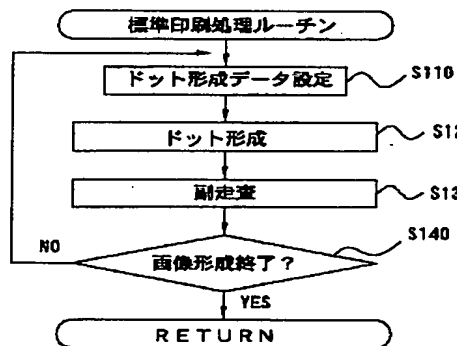 標準印刷処理ルーチン
ドット形成データ設定
S110
ドット形成
S12
副走査
S13
S140
NO
画像形成終了?
YES
RETURN